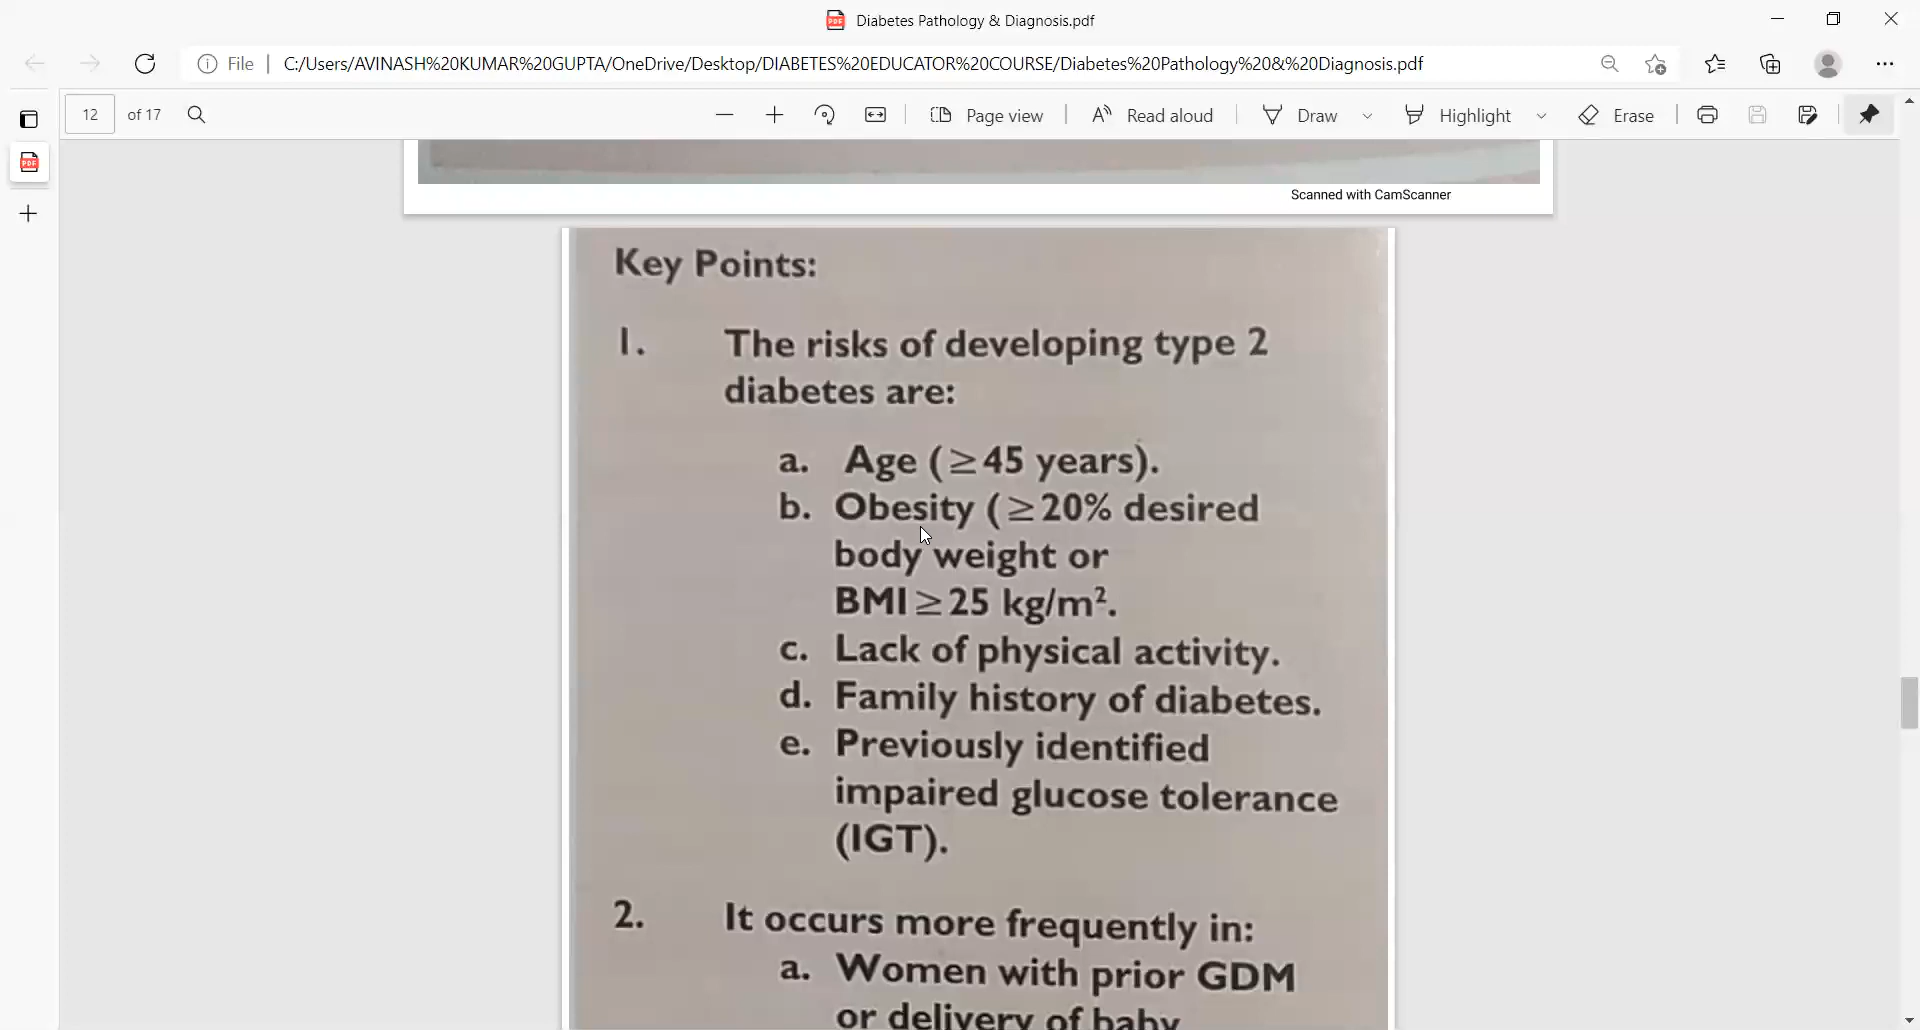 Diabetes Pathology & Diagnosis.pdf
File
C:/Users/AVINASH%20KUMAR%20GUPTA/OneDrive/Desktop/DIABETES%20EDUCATOR%20COURSE/Diabetes%20Pathology%20&%20Diagnosis.pdf
12 of 17
Page view
Read aloud
Draw
Highlight
Erase
Scanned with CamScanner
Key Points:
1. The risks of developing type 2
diabetes are:
a. Age (≥45 years).
b. Obesity (≥20% desired
body weight or
BMI≥25 kg/m².
c. Lack of physical activity.
d. Family history of diabetes.
e. Previously identified
impaired glucose tolerance
(IGT).
2. It occurs more frequently in:
a. Women with prior GDM
or delivery of baby